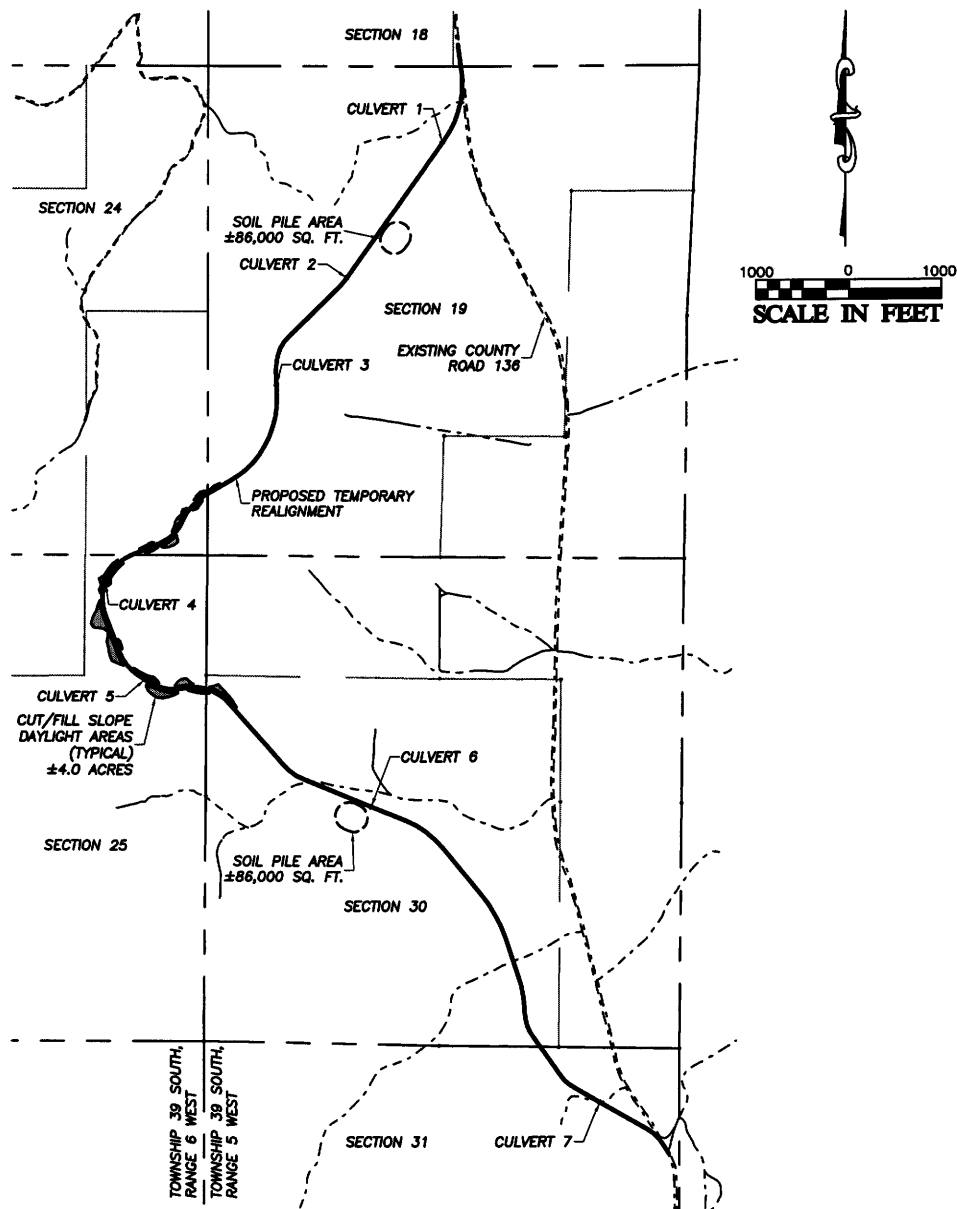 SECTION 18
CULVERT 1
SECTION 24
SOIL PILE AREA
±86,000 SQ. FT.
CULVERT 2
1000 0 1000
SCALE IN FEET
SECTION 19
EXISTING COUNTY
ROAD 136
CULVERT 3
PROPOSED TEMPORARY
REALIGNMENT
CULVERT 4
CULVERT 5
CUT/FILL SLOPE
DAYLIGHT AREAS
(TYPICAL)
±4.0 ACRES
CULVERT 6
SECTION 25
SOIL PILE AREA
±86,000 SQ. FT.
SECTION 30
TOWNSHIP 39 SOUTH,
RANGE 6 WEST
TOWNSHIP 39 SOUTH,
RANGE 5 WEST
SECTION 31
CULVERT 7